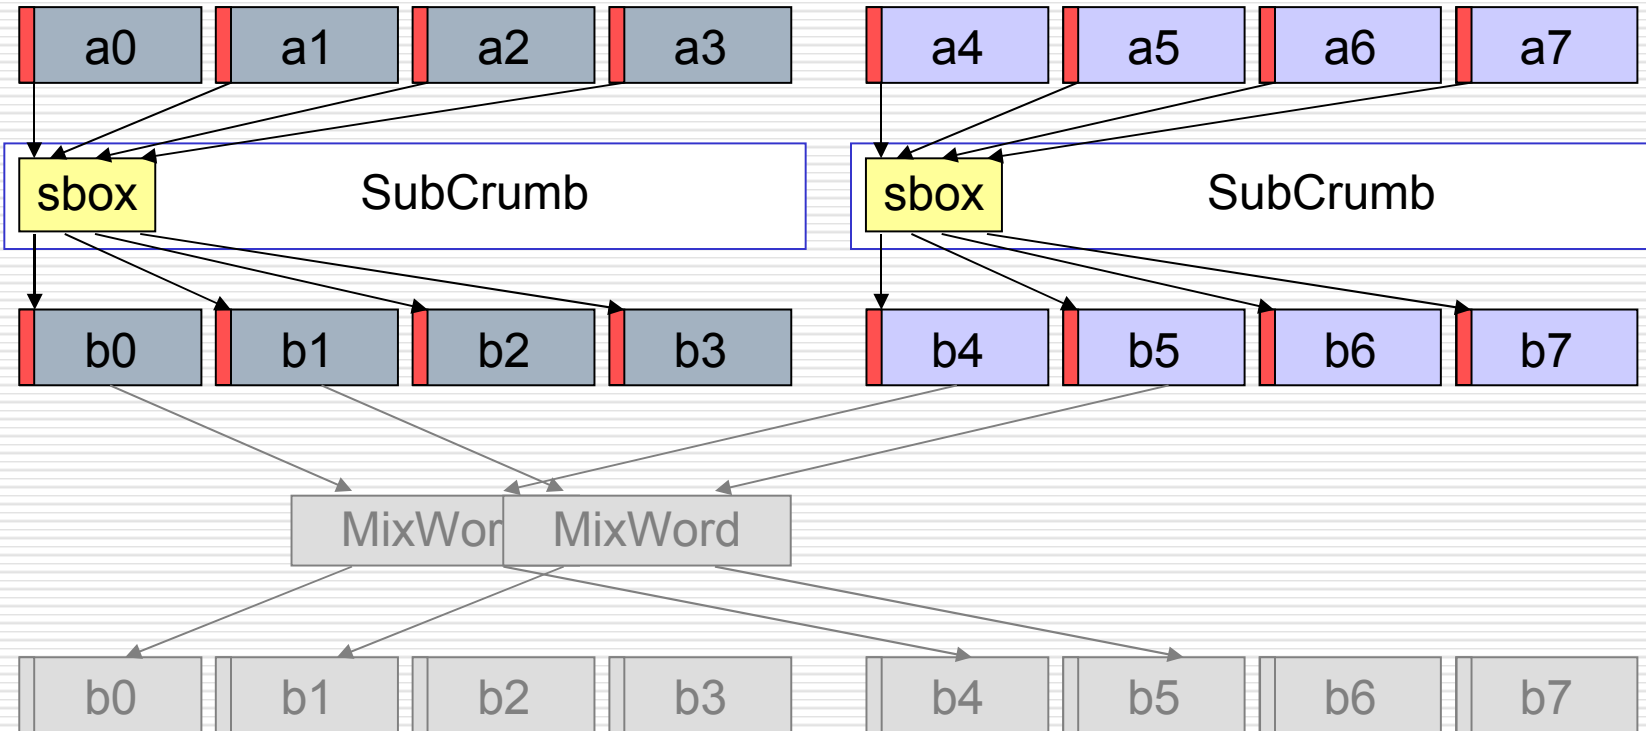 a0 a1 a2 a3 a4 a5 a6 a7
sbox SubCrumb sbox SubCrumb
b0 b1 b2 b3 b4 b5 b6 b7
MixWor MixWord
b0 b1 b2 b3 b4 b5 b6 b7